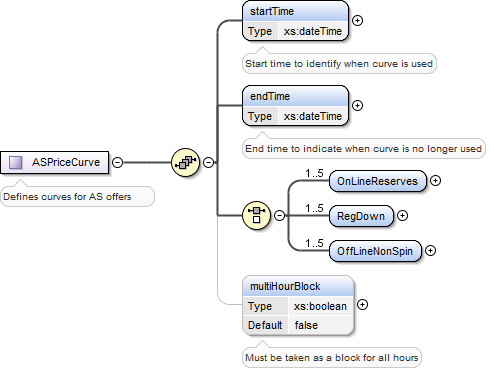 startTime
Type xs:dateTime
Start time to identify when curve is used
endTime
Type xs:dateTime
End time to indicate when curve is no longer used
ASPriceCurve
Defines curves for AS offers
1..5
OnLineReserves
1..5
RegDown
1..5
OffLineNonSpin
multiHourBlock
Type xs:boolean
Default false
Must be taken as a block for all hours